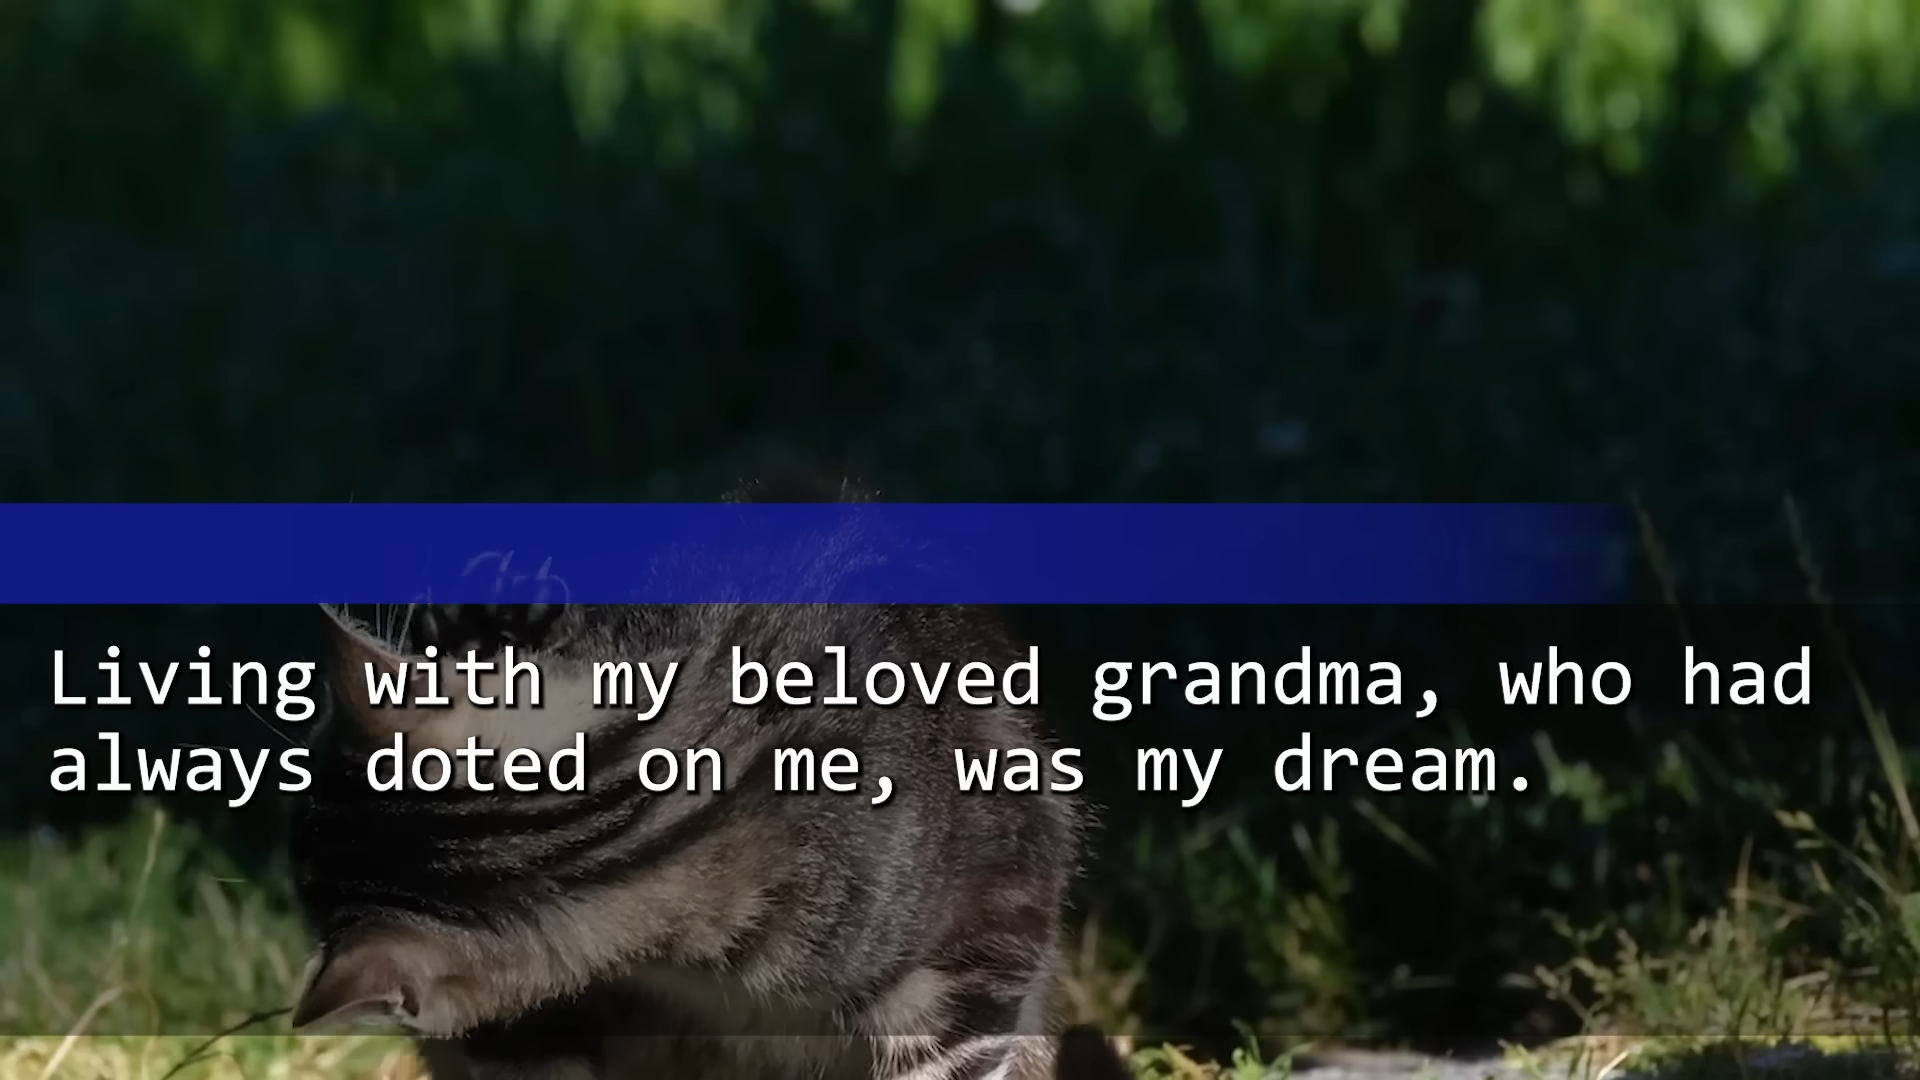 Living with my beloved grandma, who had
always doted on me, was my dream.